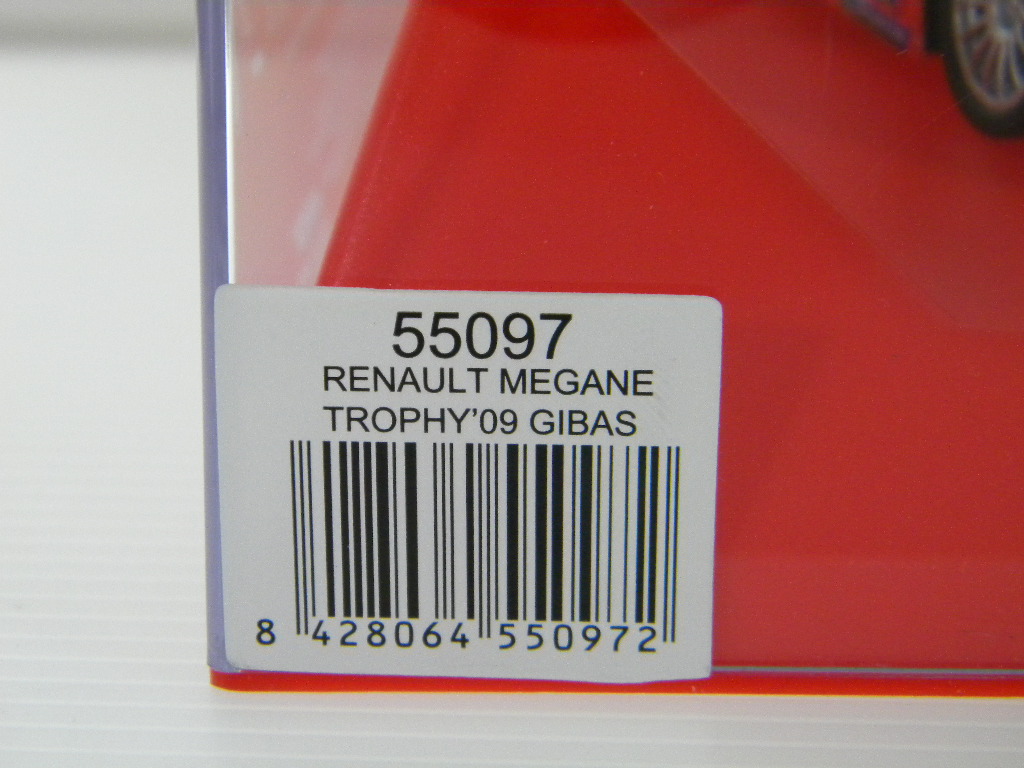 55097
RENAULT MEGANE
TROPHY'09 GIBAS
8 428064 550972